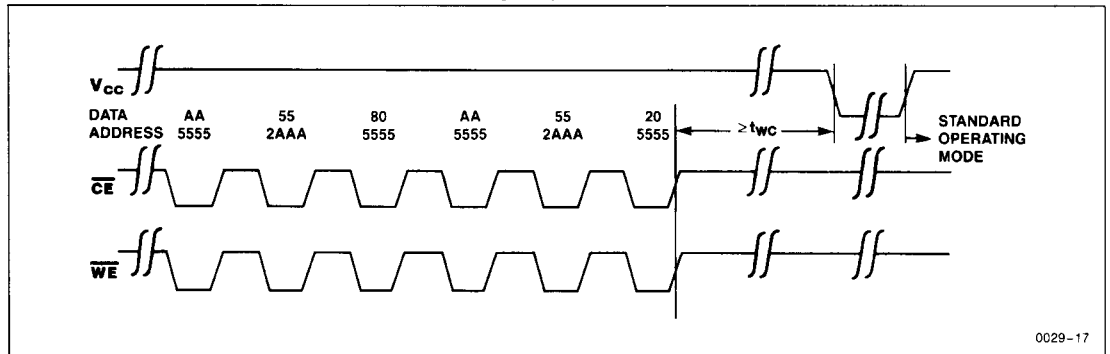 VCC
DATA AA 55 80 AA 55 20
ADDRESS 5555 2AAA 5555 5555 2AAA 5555
≥tWC
STANDARD
OPERATING
MODE
CE
WE
0029-17